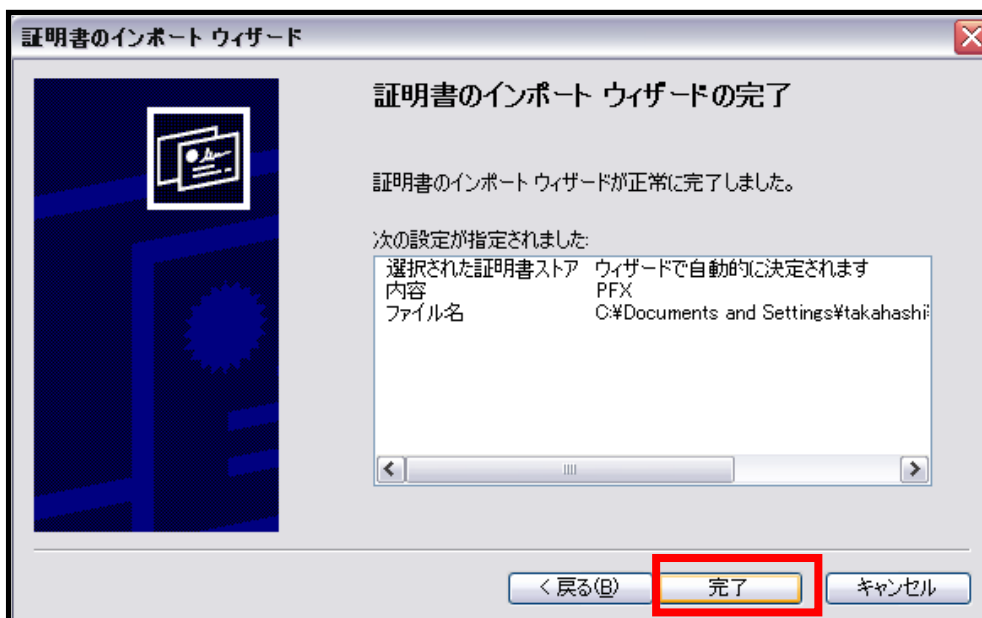 証明書のインポート ウィザード
証明書のインポート ウィザードの完了
証明書のインポート ウィザードが正常に完了しました。
次の設定が指定されました:
選択された証明書ストア ウィザードで自動的に決定されます
内容 PFX
ファイル名 C:¥Documents and Settings¥takahashi¥
< 戻る(B)
完了
キャンセル